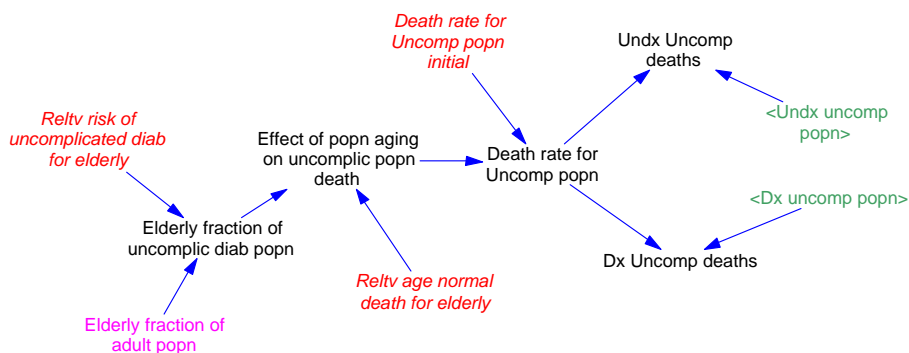 Death rate for
Uncomp popn
initial
Undx Uncomp
deaths
Reltv risk of
uncomplicated diab
for elderly
Effect of popn aging
on uncomplic popn
death
Death rate for
Uncomp popn
<Undx uncomp
popn>
<Dx uncomp popn>
Elderly fraction of
uncomplic diab popn
Dx Uncomp deaths
Reltv age normal
death for elderly
Elderly fraction of
adult popn